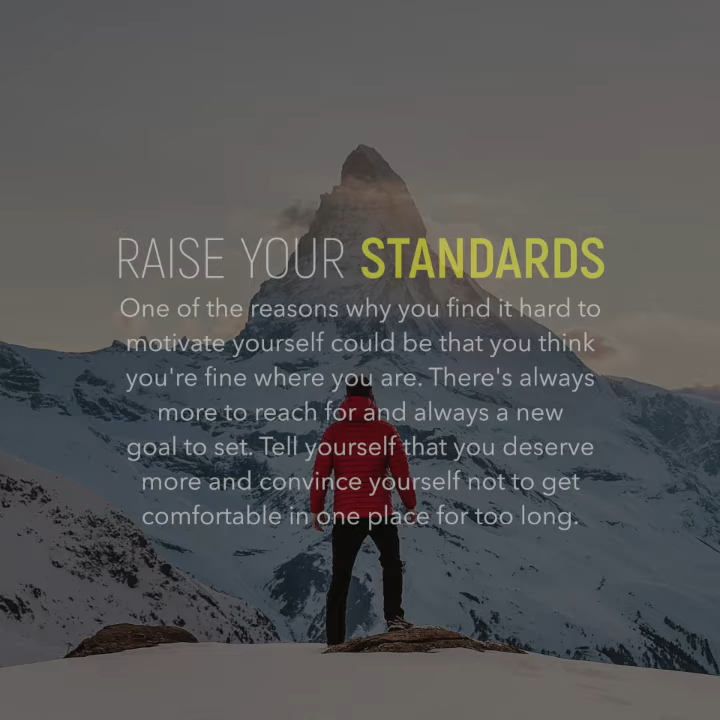 RAISE YOUR STANDARDS
One of the reasons why you find it hard to
motivate yourself could be that you think
you're fine where you are. There's always
more to reach for and always a new
goal to set. Tell yourself that you deserve
more and convince yourself not to get
comfortable in one place for too long.